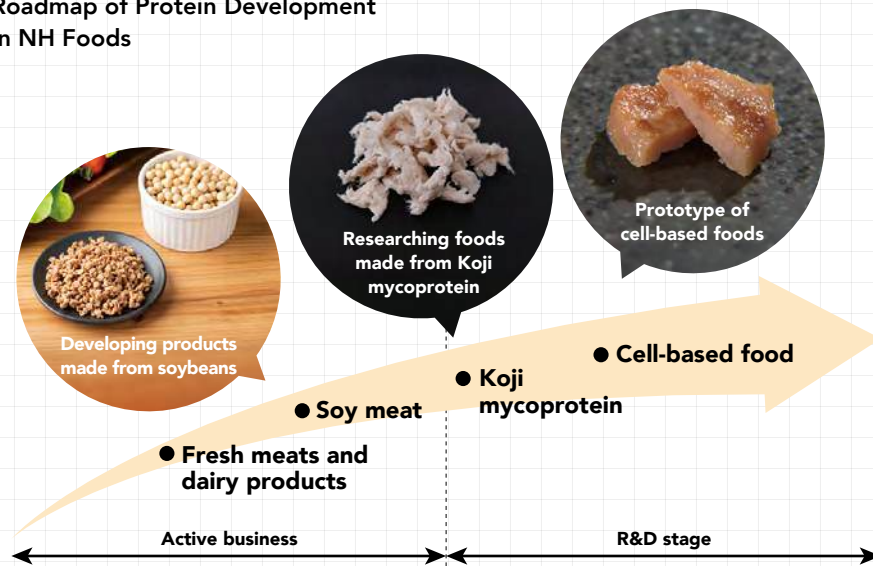 Roadmap of Protein Development
n NH Foods
Developing products
made from soybeans
Researching foods
made from Koji
mycoprotein
Prototype of
cell-based foods
Fresh meats and
dairy products
Soy meat
Koji
mycoprotein
Cell-based food
Active business
R&D stage